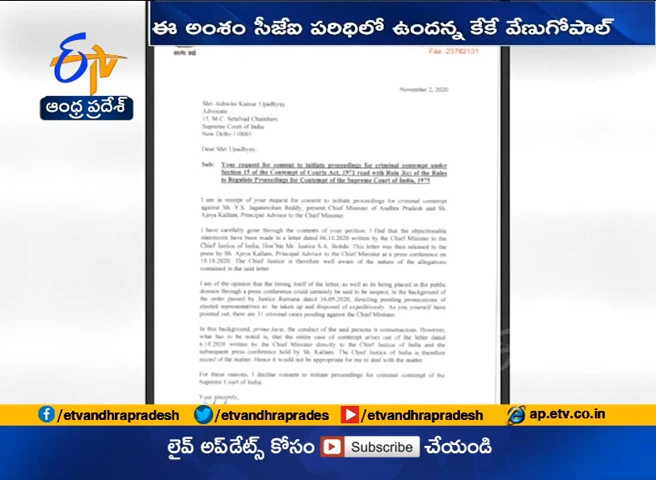 ఈ అంశం సీజేఐ పరిధిలో ఉందన్న కేకే వేణుగోపాల్
ETV
ఆంధ్ర ప్రదేశ్
Fax: 23782101
November 2, 2020
Shri Ashwini Kumar Upadhyay
Advocate
15, M.C. Setalvad Chambers
Supreme Court of India
New Delhi-110001
Dear Shri Upadhyay,
Sub: Your request for consent to initiate proceedings for criminal contempt under
Section 15 of the Contempt of Courts Act, 1971 read with Rule 3(c) of the Rules
to Regulate Proceedings for Contempt of the Supreme Court of India, 1975
I am in receipt of your request for consent to initiate proceedings for criminal contempt
against Sh. Y.S. Jaganmohan Reddy, present Chief Minister of Andhra Pradesh and Sh.
Ajeya Kallam, Principal Advisor to the Chief Minister.
I have carefully gone through the contents of your petition. I find that the objectionable
statements have been made in a letter dated 06.10.2020 written by the Chief Minister to the
Chief Justice of India, Hon'ble Mr. Justice S.A. Bobde. This letter was then released to the
press by Sh. Ajeya Kallam, Principal Advisor to the Chief Minister at a press conference on
10.10.2020. The Chief Justice is therefore well aware of the nature of the allegations
contained in the said letter.
I am of the opinion that the timing itself of the letter, as well as its being placed in the public
domain through a press conference could certainly be said to be suspect, in the background of
the order passed by Justice Ramana dated 16.09.2020, directing pending prosecutions of
elected representatives to be taken up and disposed of expeditiously. As you yourself have
pointed out, there are 31 criminal cases pending against the Chief Minister.
In this background, prima facie, the conduct of the said persons is contumacious. However,
what has to be noted is, that the entire case of contempt arises out of the letter dated
6.10.2020 written by the Chief Minister directly to the Chief Justice of India and the
subsequent press conference held by Sh. Kallam. The Chief Justice of India is therefore
seized of the matter. Hence it would not be appropriate for me to deal with the matter.
For these reasons, I decline consent to initiate proceedings for criminal contempt of the
Supreme Court of India.
Your sincerely,
/etvandhrapradesh /etvandhraprades /etvandhrapradesh ap.etv.co.in
లైవ్ అప్‌డేట్స్ కోసం Subscribe చేయండి